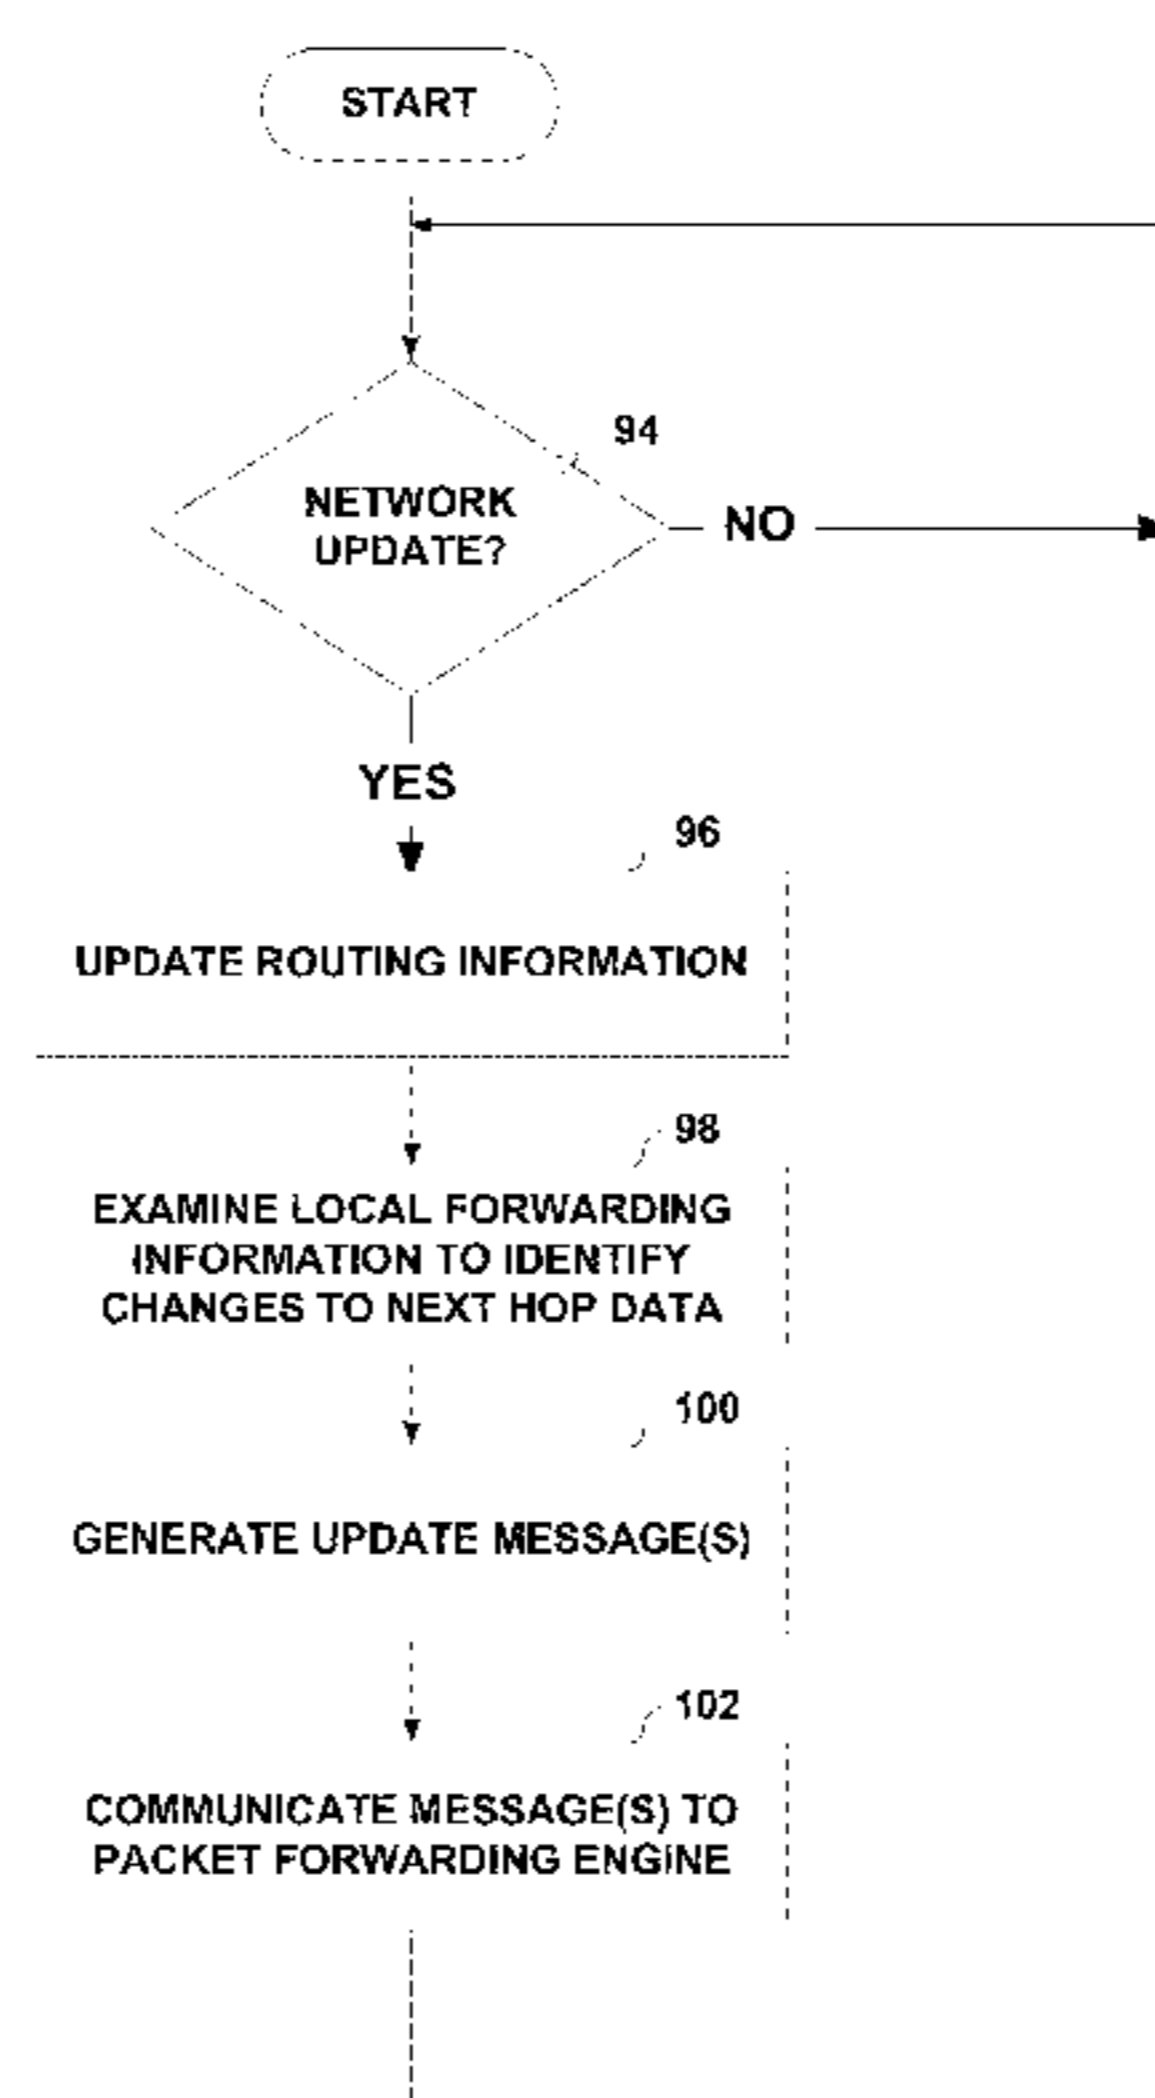 START
94
NETWORK
UPDATE?
NO
YES
96
UPDATE ROUTING INFORMATION
98
EXAMINE LOCAL FORWARDING
INFORMATION TO IDENTIFY
CHANGES TO NEXT HOP DATA
100
GENERATE UPDATE MESSAGE(S)
102
COMMUNICATE MESSAGE(S) TO
PACKET FORWARDING ENGINE